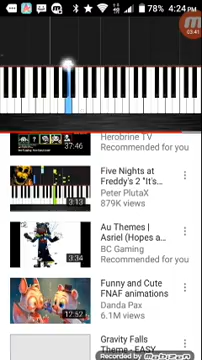 78% 4:24 PM
03:41
37:46
Herobrine TV
Recommended for you
3:13
Five Nights at
Freddy's 2 "It's...
Peter PlutaX
879K views
3:34
Au Themes |
Asriel (Hopes a...
BC Gaming
Recommended for you
12:52
Funny and Cute
FNAF animations
Danda Pax
6.1M views
Gravity Falls
Theme - EASY
Recorded by
Mobizen